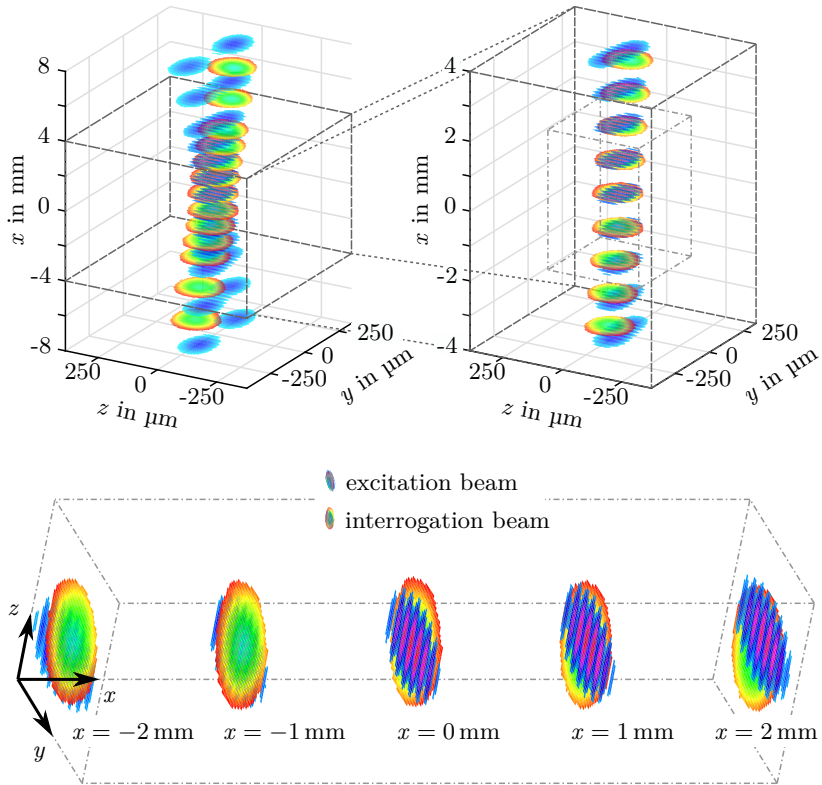 8
4
0
-4
-8
x in mm
250
0
-250
z in µm
250
0
-250
y in µm
4
2
0
-2
-4
x in mm
250
0
-250
z in µm
250
0
-250
y in µm
excitation beam
interrogation beam
z
x
y
x = −2 mm
x = −1 mm
x = 0 mm
x = 1 mm
x = 2 mm